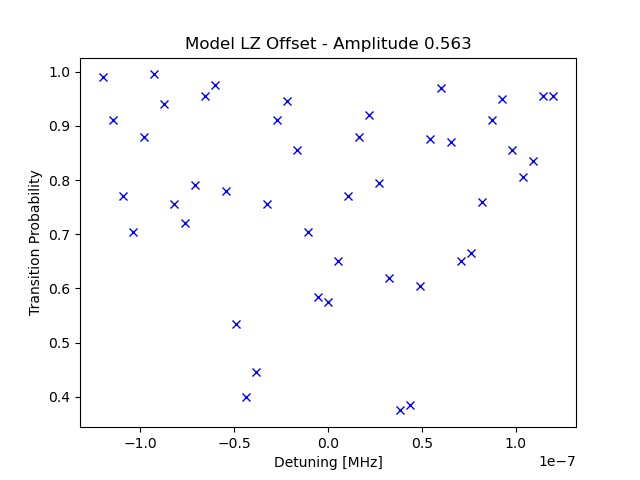 Model LZ Offset - Amplitude 0.563
1.0
0.9
0.8
0.7
0.6
0.5
0.4
Transition Probability
−1.0 −0.5 0.0 0.5 1.0
1e−7
Detuning [MHz]